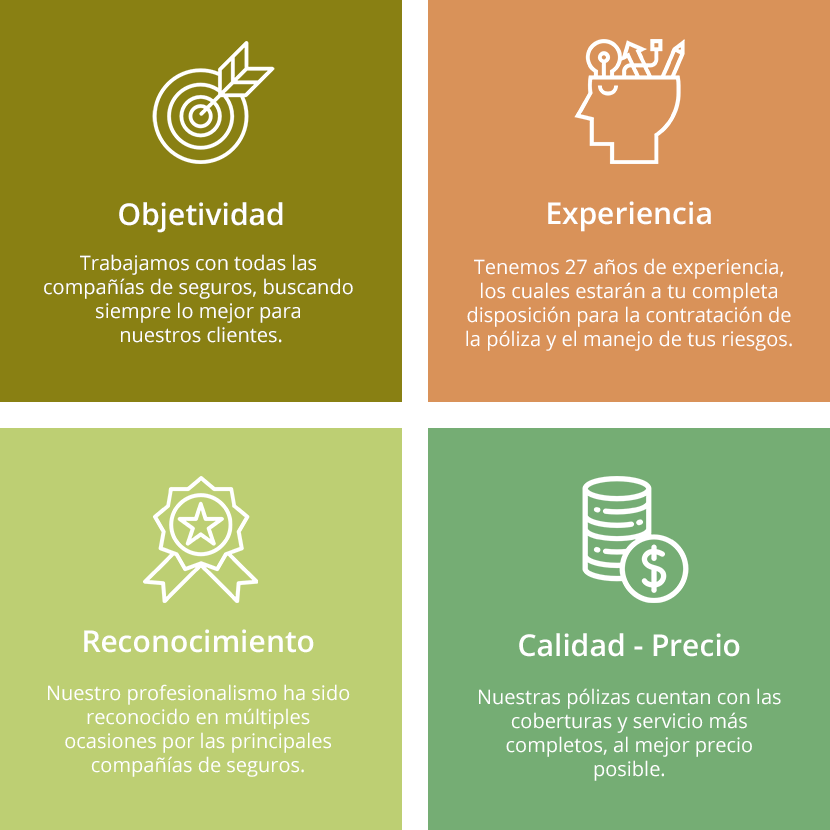 Objetividad
Trabajamos con todas las
compañías de seguros, buscando
siempre lo mejor para
nuestros clientes.
Experiencia
Tenemos 27 años de experiencia,
los cuales estarán a tu completa
disposición para la contratación de
la póliza y el manejo de tus riesgos.
Reconocimiento
Nuestro profesionalismo ha sido
reconocido en múltiples
ocasiones por las principales
compañías de seguros.
Calidad - Precio
Nuestras pólizas cuentan con las
coberturas y servicio más
completos, al mejor precio
posible.